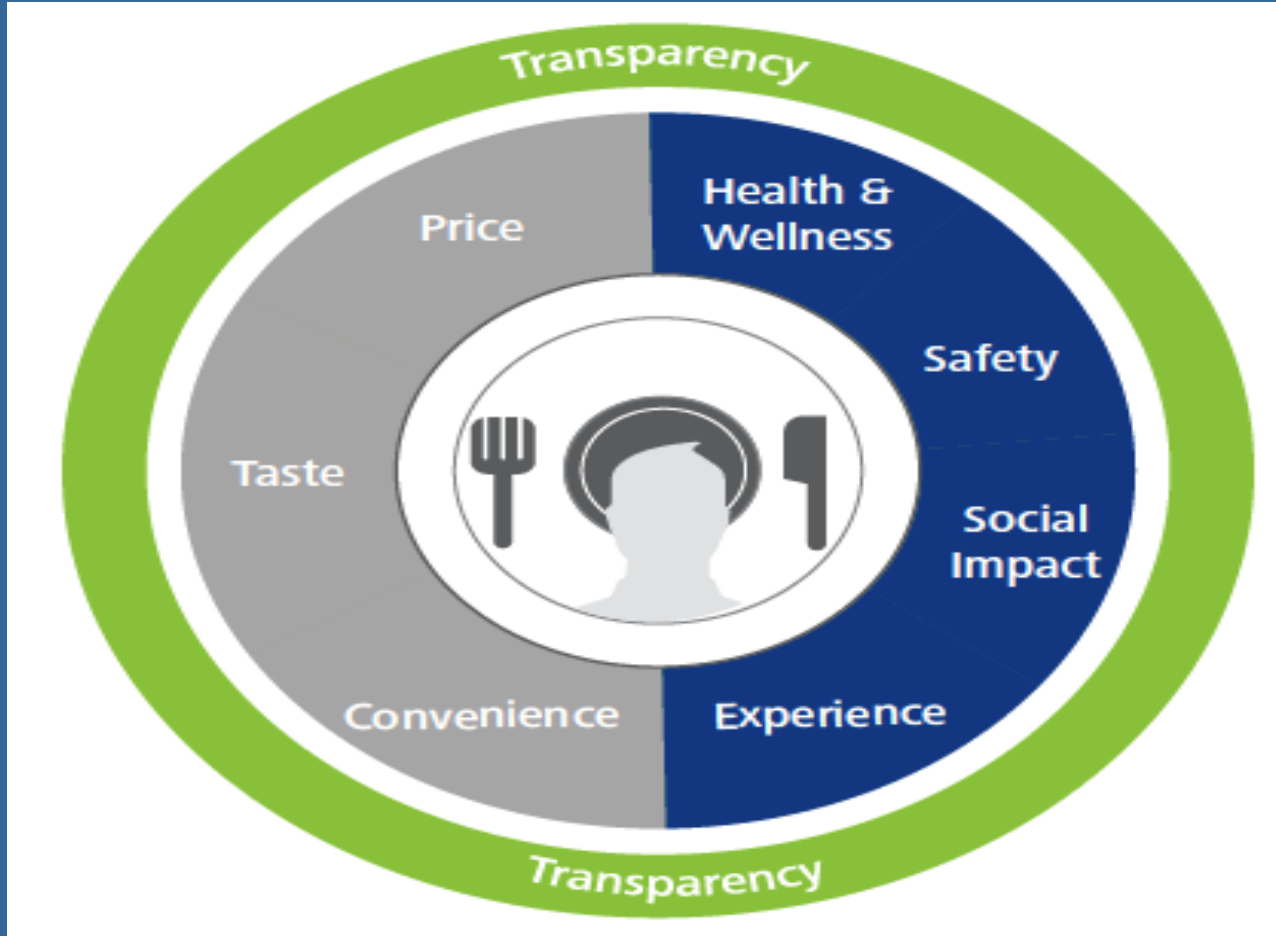 Transparency
Price
Health &
Wellness
Safety
Taste
Social
Impact
Convenience
Experience
Transparency